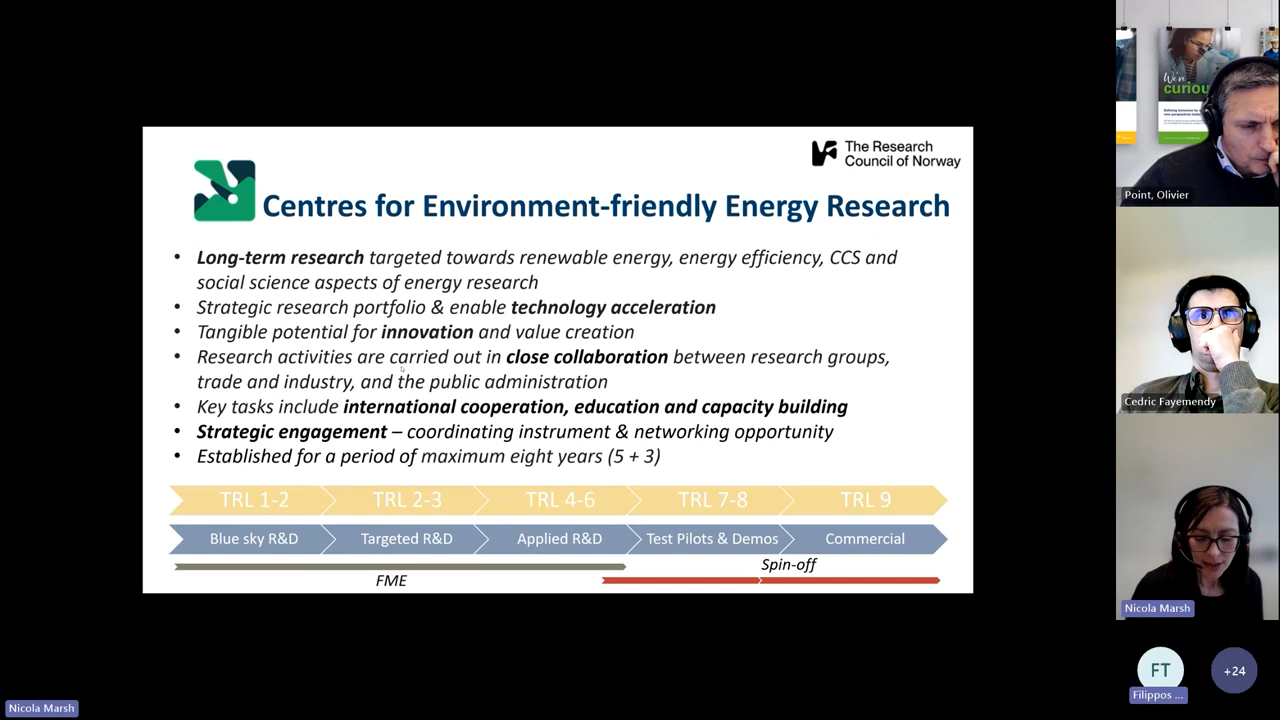 The Research
Council of Norway
Centres for Environment-friendly Energy Research
• Long-term research targeted towards renewable energy, energy efficiency, CCS and
social science aspects of energy research
• Strategic research portfolio & enable technology acceleration
• Tangible potential for innovation and value creation
• Research activities are carried out in close collaboration between research groups,
trade and industry, and the public administration
• Key tasks include international cooperation, education and capacity building
• Strategic engagement – coordinating instrument & networking opportunity
• Established for a period of maximum eight years (5 + 3)
TRL 1-2 TRL 2-3 TRL 4-6 TRL 7-8 TRL 9
Blue sky R&D Targeted R&D Applied R&D Test Pilots & Demos Commercial
Spin-off
FME
We're
curiou
Point, Olivier
Cedric Fayemendy
Nicola Marsh
FT
+24
Filippos ...
Nicola Marsh